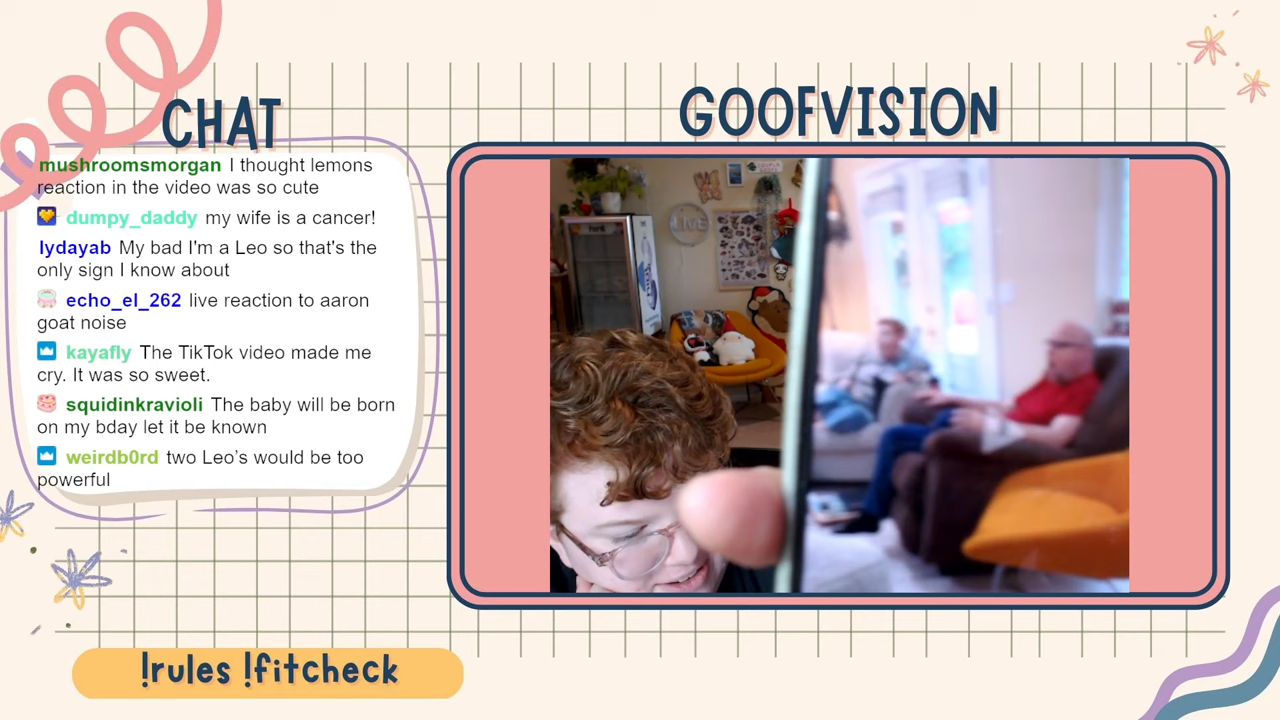 CHAT
GOOFVISION
mushroomsmorgan I thought lemons
reaction in the video was so cute
dumpy_daddy my wife is a cancer!
lydayab My bad I'm a Leo so that's the
only sign I know about
echo_el_262 live reaction to aaron
goat noise
kayafly The TikTok video made me
cry. It was so sweet.
squidinkravioli The baby will be born
on my bday let it be known
weirdb0rd two Leo's would be too
powerful
LIVE
!rules !fitcheck